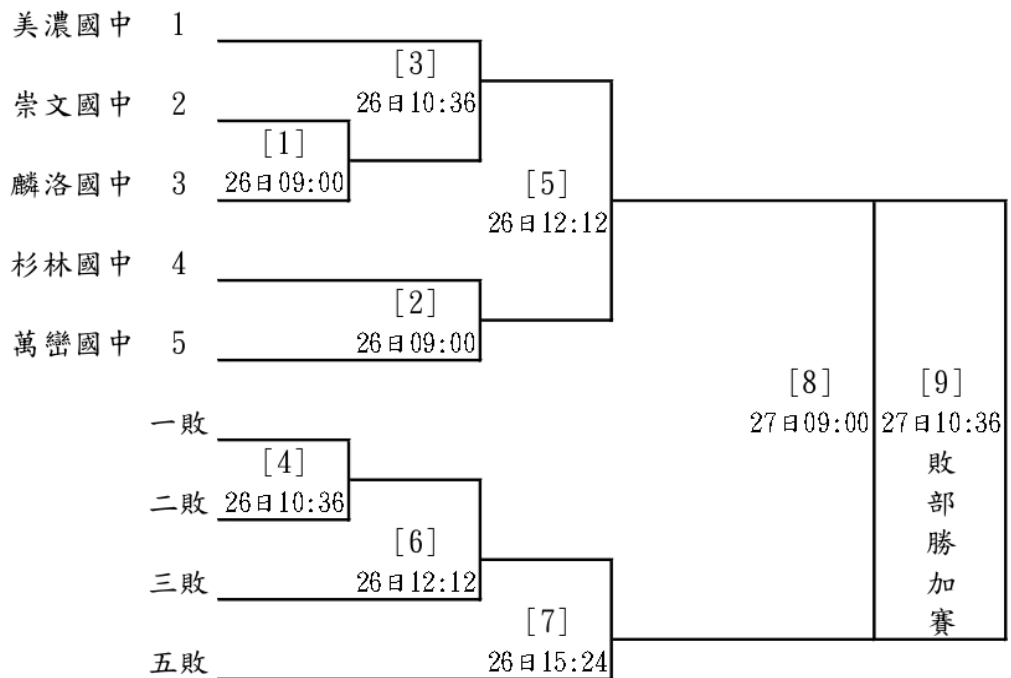 美濃國中 1
[3]
26日10:36
崇文國中 2
[1]
麟洛國中 3
26日09:00
[5]
26日12:12
杉林國中 4
[2]
萬巒國中 5
26日09:00
[8]
[9]
27日09:00
27日10:36
敗部勝加賽
一敗
[4]
二敗
26日10:36
[6]
三敗
26日12:12
[7]
五敗
26日15:24